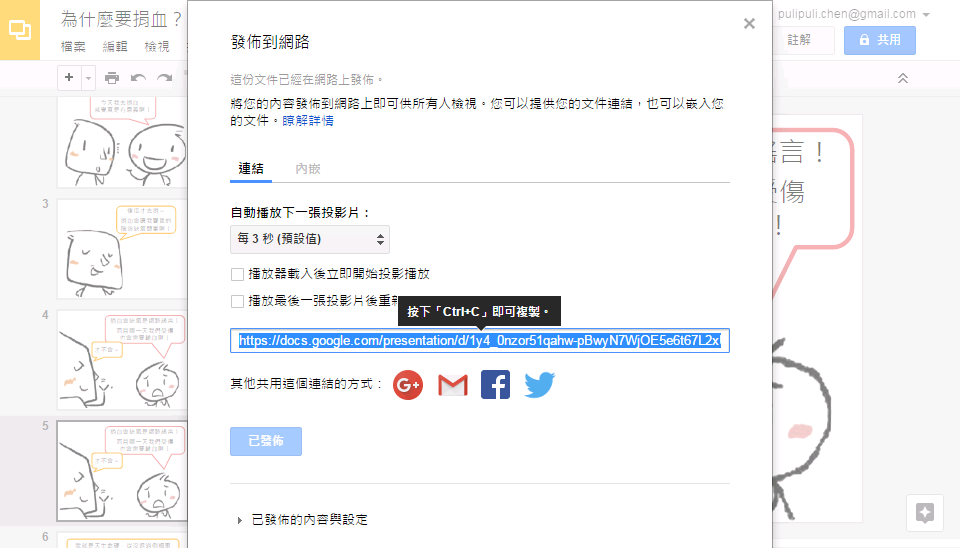 為什麼要捐血？
pulipuli.chen@gmail.com
檔案 編輯 檢視
註解
共用
發佈到網路
這份文件已經在網路上發佈。
將您的內容發佈到網路上即可供所有人檢視。您可以提供您的文件連結，也可以嵌入您
的文件。瞭解詳情
連結 內嵌
自動播放下一張投影片：
每 3 秒 (預設值)
播放器載入後立即開始投影播放
播放最後一張投影片後重新
按下「Ctrl+C」即可複製。
https://docs.google.com/presentation/d/1y4_0nzor51qahw-pBwyN7WjOE5e6t67L2x
其他共用這個連結的方式：
G+
已發佈
已發佈的內容與設定
3
4
5
6
謠言！
受傷
！